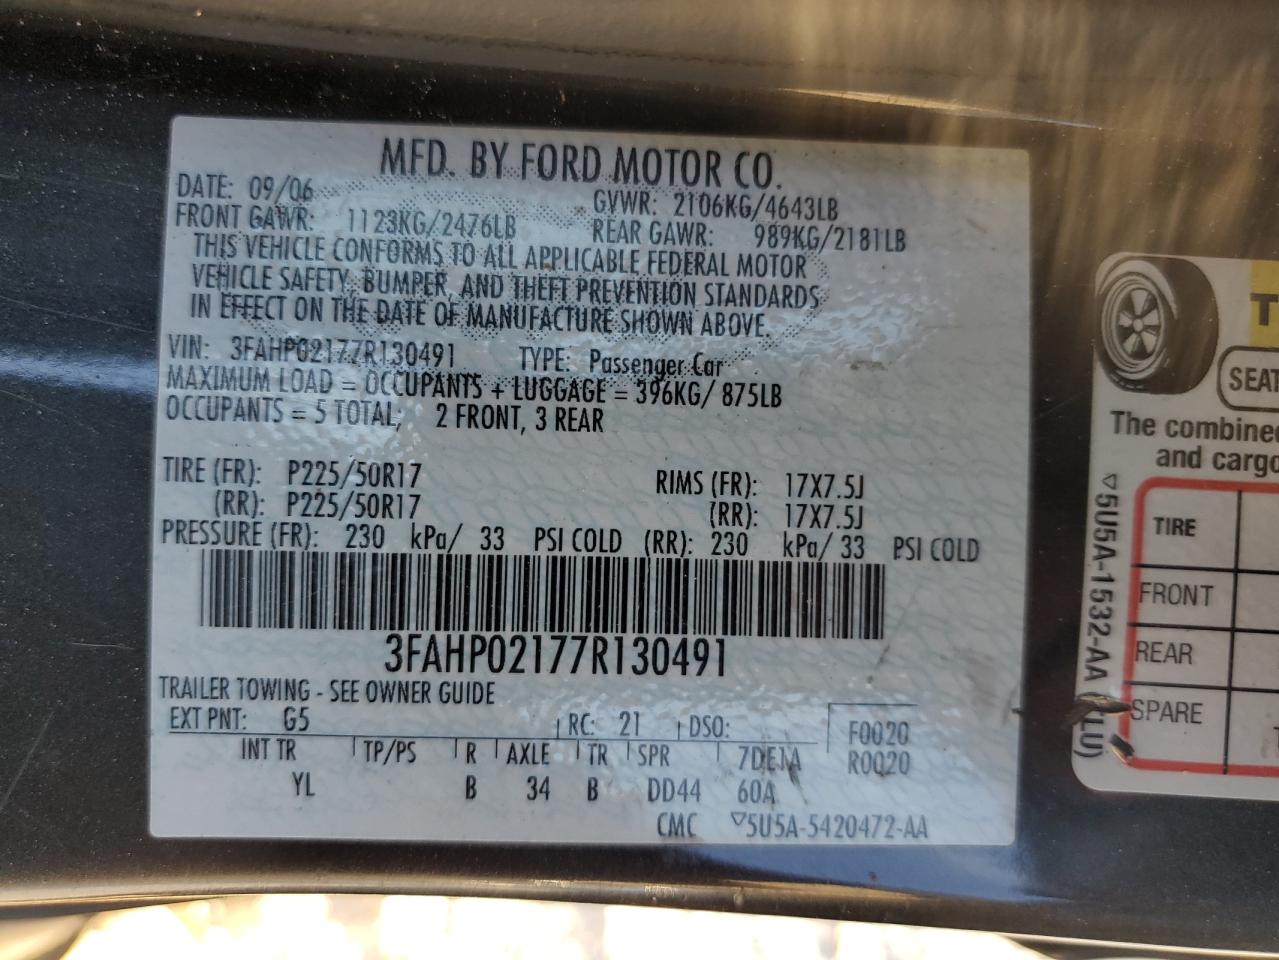 MFD. BY FORD MOTOR CO.
DATE: 09/06 GVWR: 2106KG/4643LB
FRONT GAWR: 1123KG/2476LB REAR GAWR: 989KG/2181LB
THIS VEHICLE CONFORMS TO ALL APPLICABLE FEDERAL MOTOR
VEHICLE SAFETY, BUMPER, AND THEFT PREVENTION STANDARDS
IN EFFECT ON THE DATE OF MANUFACTURE SHOWN ABOVE.
VIN: 3FAHP02177R130491 TYPE: Passenger Car
MAXIMUM LOAD = OCCUPANTS + LUGGAGE = 396KG/ 875LB
OCCUPANTS = 5 TOTAL; 2 FRONT, 3 REAR
TIRE (FR): P225/50R17 RIMS (FR): 17X7.5J
(RR): P225/50R17 (RR): 17X7.5J
PRESSURE (FR): 230 kPa/ 33 PSI COLD (RR): 230 kPa/ 33 PSI COLD
3FAHP02177R130491
TRAILER TOWING - SEE OWNER GUIDE
EXT PNT: G5 RC: 21 DSO: F0020
INT TR TP/PS R AXLE TR SPR 7DE1A R0020
YL B 34 B DD44 60A
CMC ▽5U5A-5420472-AA
T
SEAT
The combine
and cargo
TIRE
FRONT
REAR
SPARE
▽5U5A-1532-AA